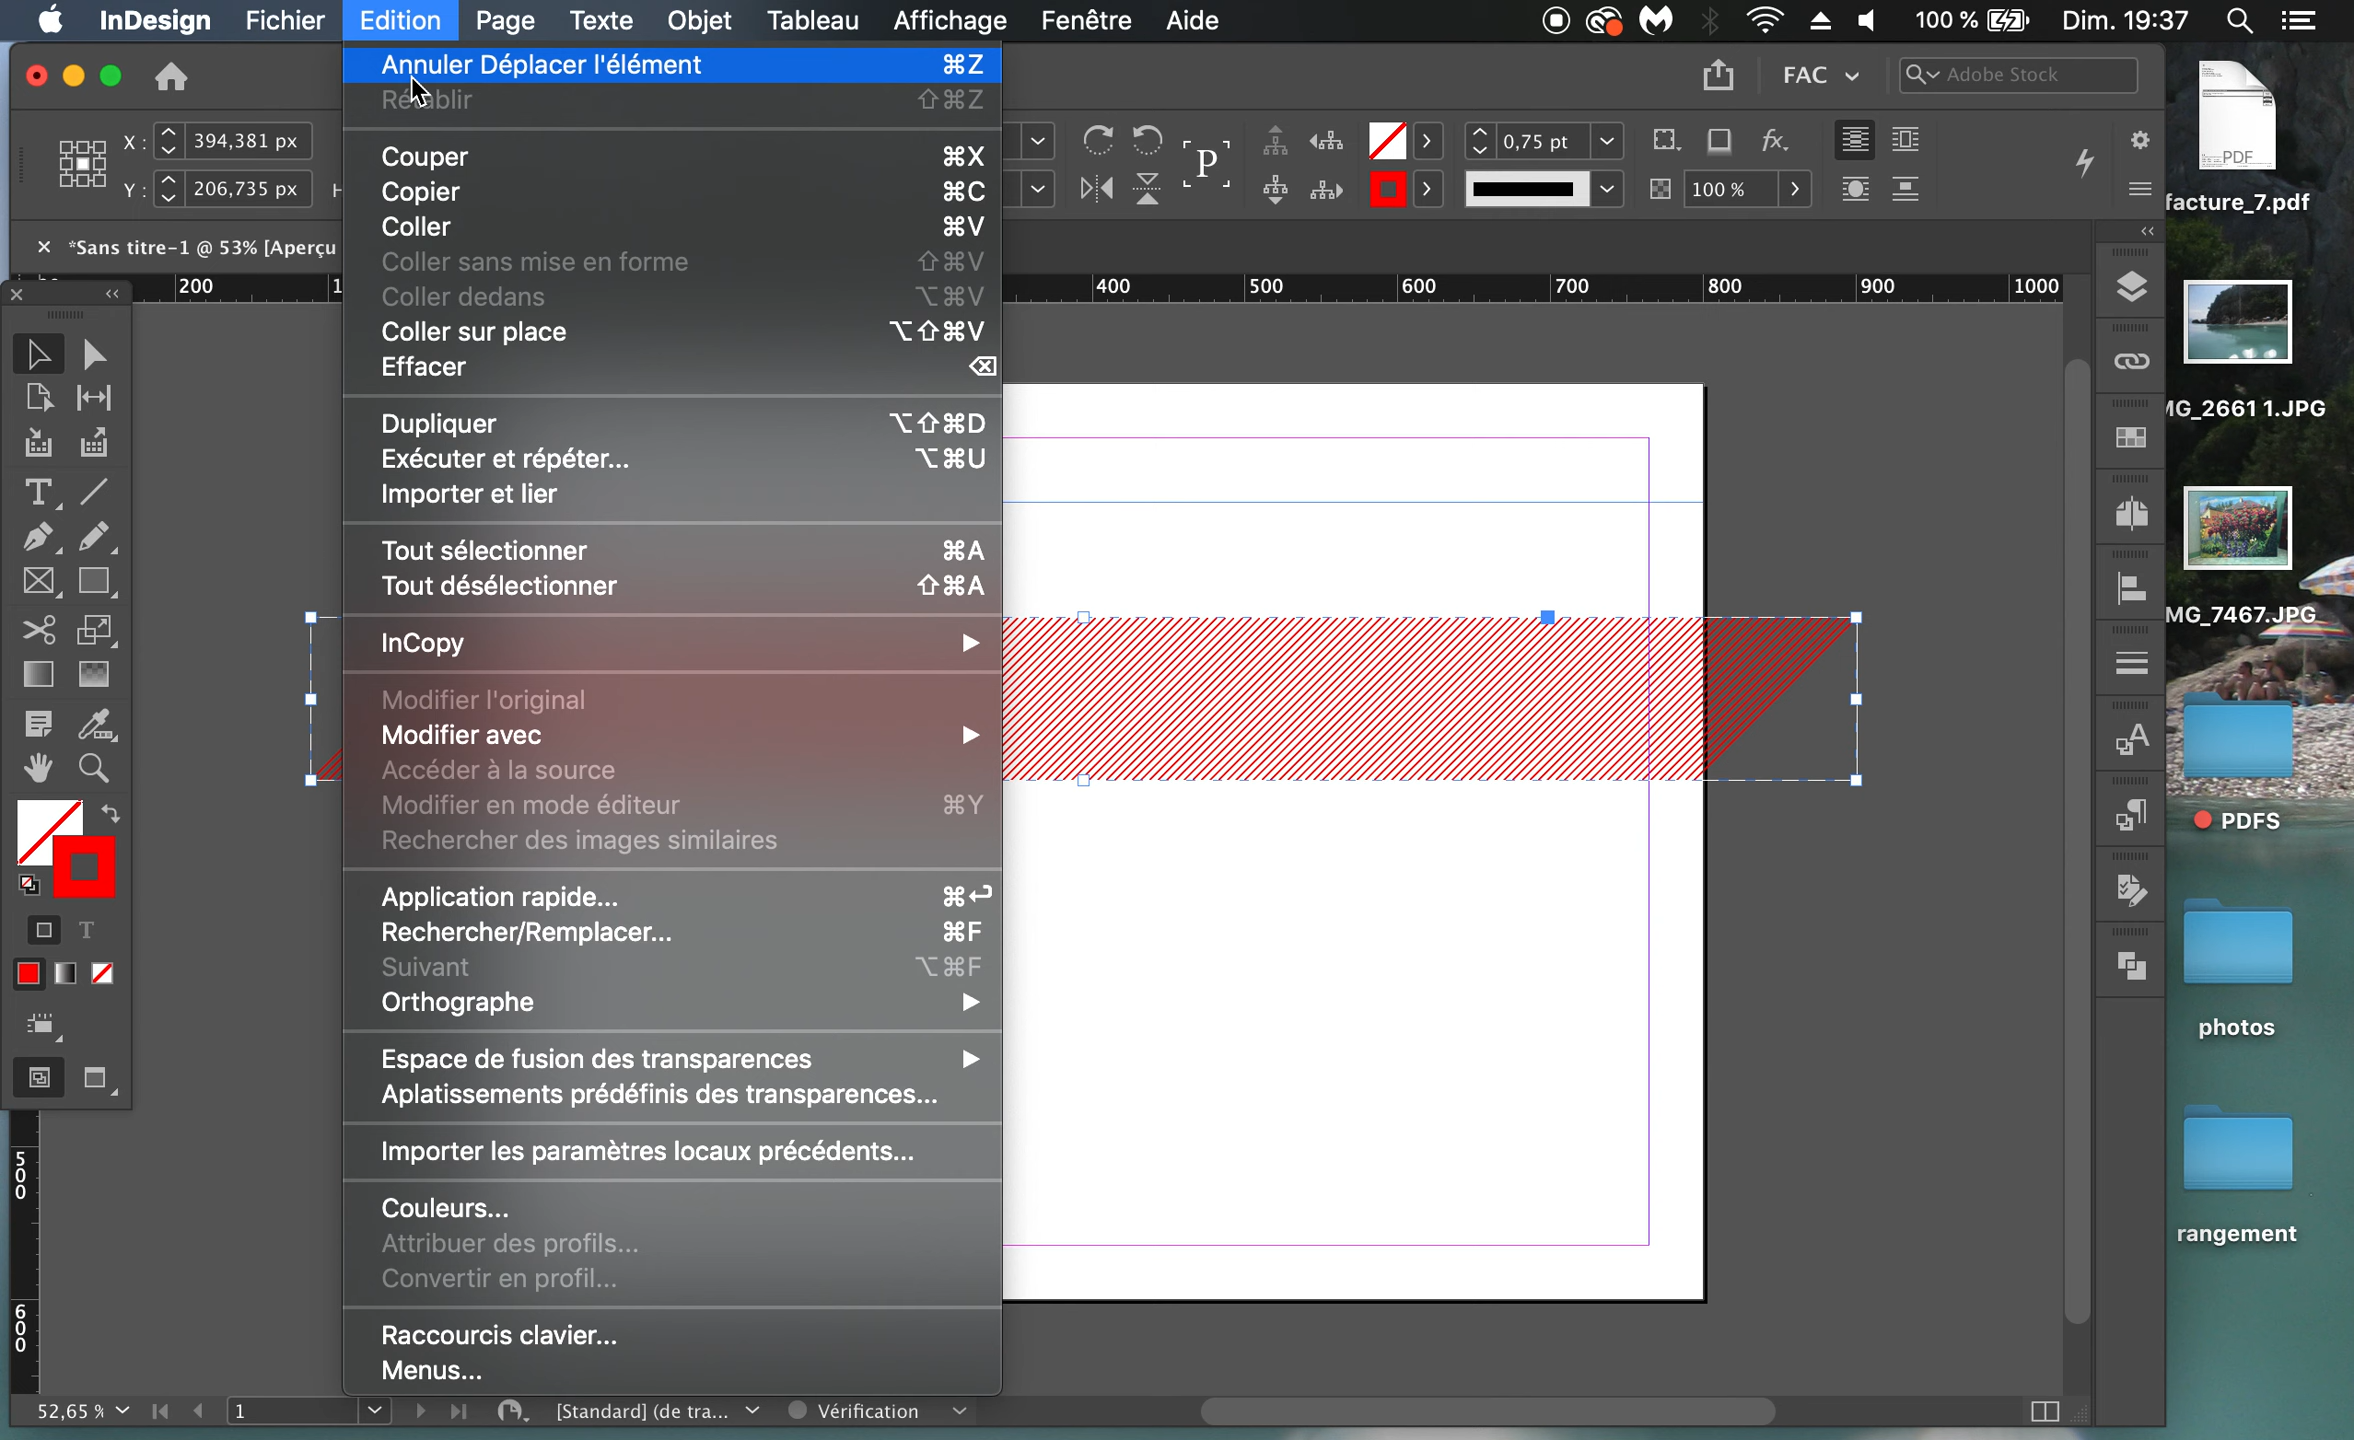 InDesign Fichier Edition Page Texte Objet Tableau Affichage Fenêtre Aide 100 % Dim. 19:37
Annuler Déplacer l'élément ⌘Z
Rétablir ⇧⌘Z
FAC Adobe Stock
X : 394,381 px
Y : 206,735 px
0,75 pt
100 %
*Sans titre-1 @ 53% [Aperçu
200 400 500 600 700 800 900 1000
Couper ⌘X
Copier ⌘C
Coller ⌘V
Coller sans mise en forme ⇧⌘V
Coller dedans ⌥⌘V
Coller sur place ⌥⇧⌘V
Effacer ⌫
Dupliquer ⌥⇧⌘D
Exécuter et répéter... ⌥⌘U
Importer et lier
Tout sélectionner ⌘A
Tout désélectionner ⇧⌘A
InCopy
Modifier l'original
Modifier avec
Accéder à la source
Modifier en mode éditeur ⌘Y
Rechercher des images similaires
Application rapide... ⌘↩
Rechercher/Remplacer... ⌘F
Suivant ⌥⌘F
Orthographe
Espace de fusion des transparences
Aplatissements prédéfinis des transparences...
Importer les paramètres locaux précédents...
Couleurs...
Attribuer des profils...
Convertir en profil...
Raccourcis clavier...
Menus...
500
600
52,65 % 1 [Standard] (de tra... Vérification
PDF
facture_7.pdf
MG_2661 1.JPG
MG_7467.JPG
PDFS
photos
rangement